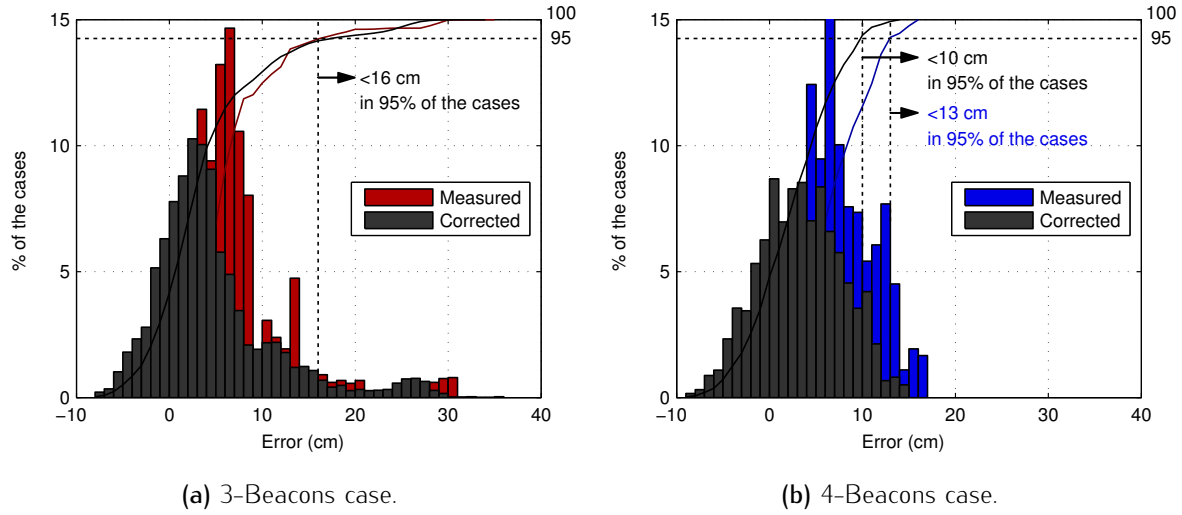 15
10
5
0
% of the cases
−10
0
10
20
30
40
Error (cm)
100
95
<16 cm
in 95% of the cases
Measured
Corrected
(a) 3-Beacons case.
15
10
5
0
% of the cases
−10
0
10
20
30
40
Error (cm)
100
95
<10 cm
in 95% of the cases
<13 cm
in 95% of the cases
Measured
Corrected
(b) 4-Beacons case.